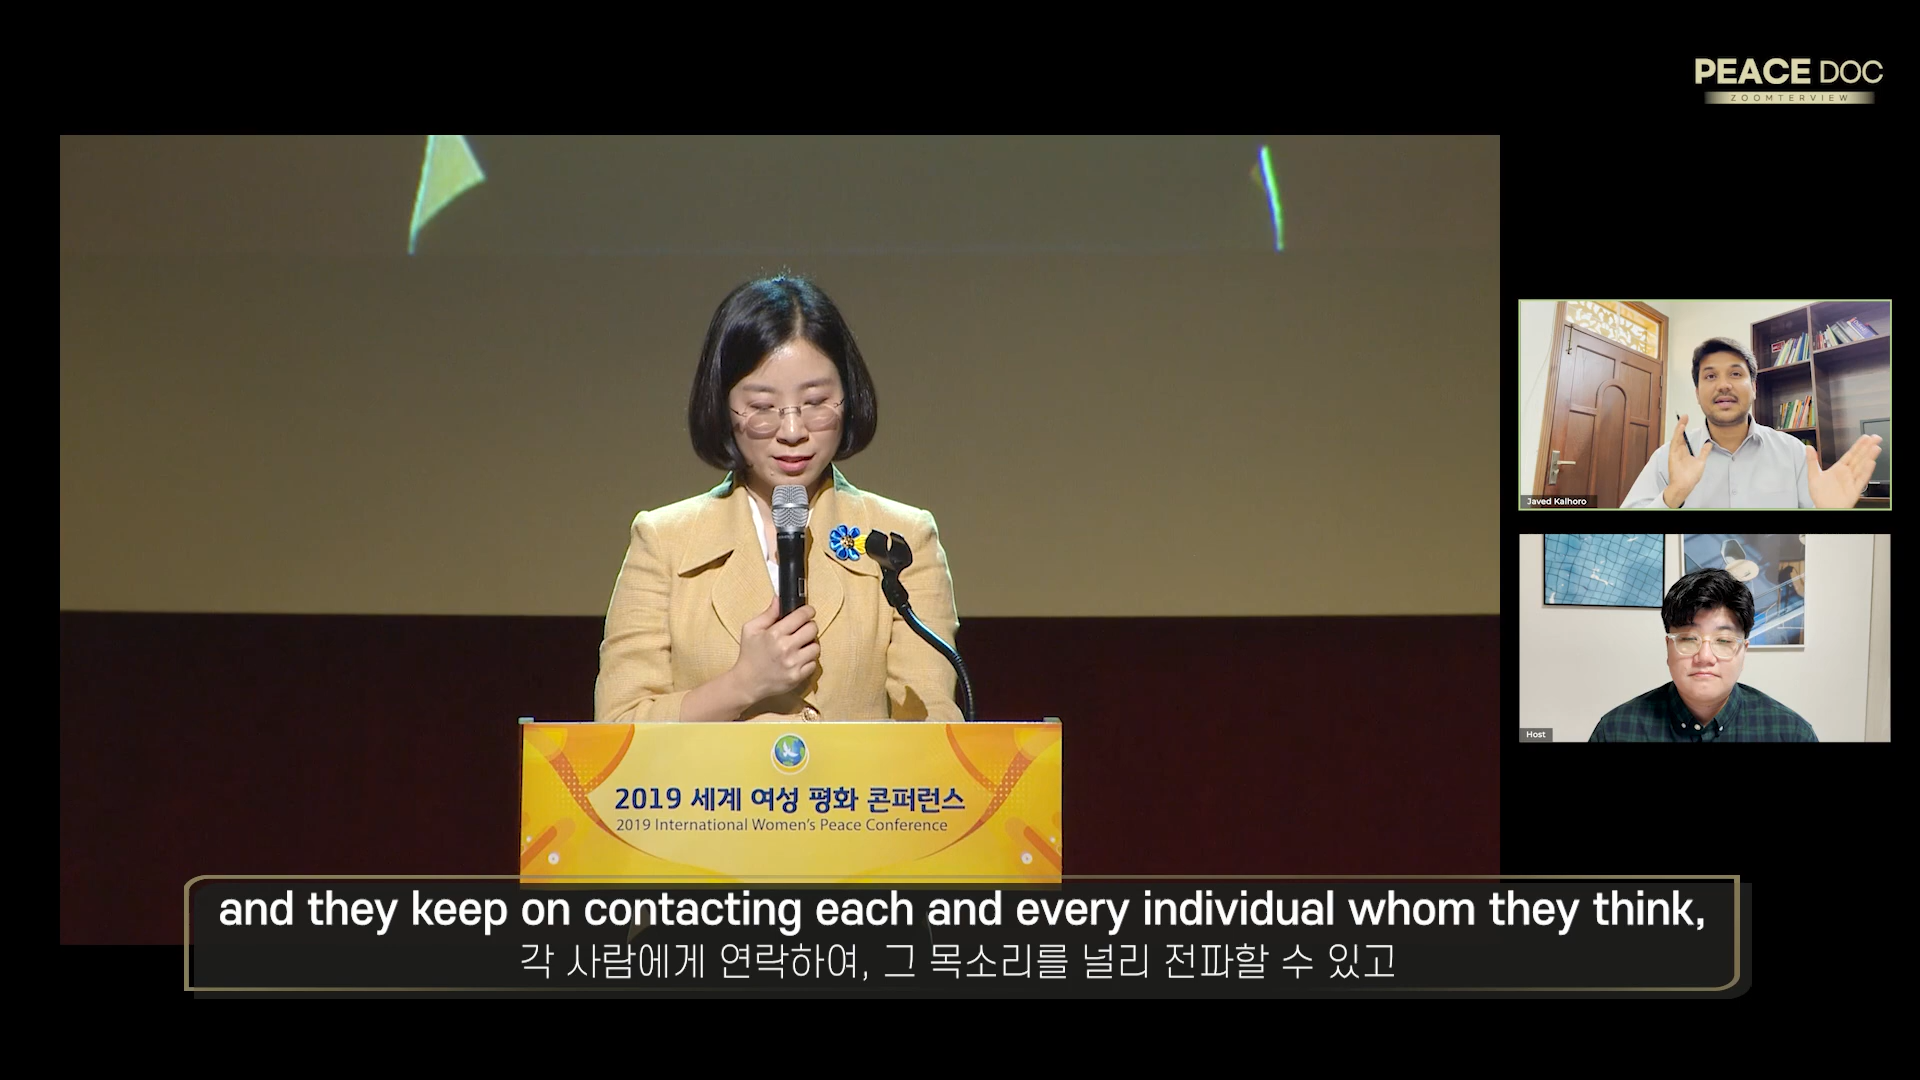 PEACE DOC
ZOOMTERVIEW
Javed Kalhoro
Host
2019 세계 여성 평화 콘퍼런스
2019 International Women's Peace Conference
and they keep on contacting each and every individual whom they think,
각 사람에게 연락하여, 그 목소리를 널리 전파할 수 있고